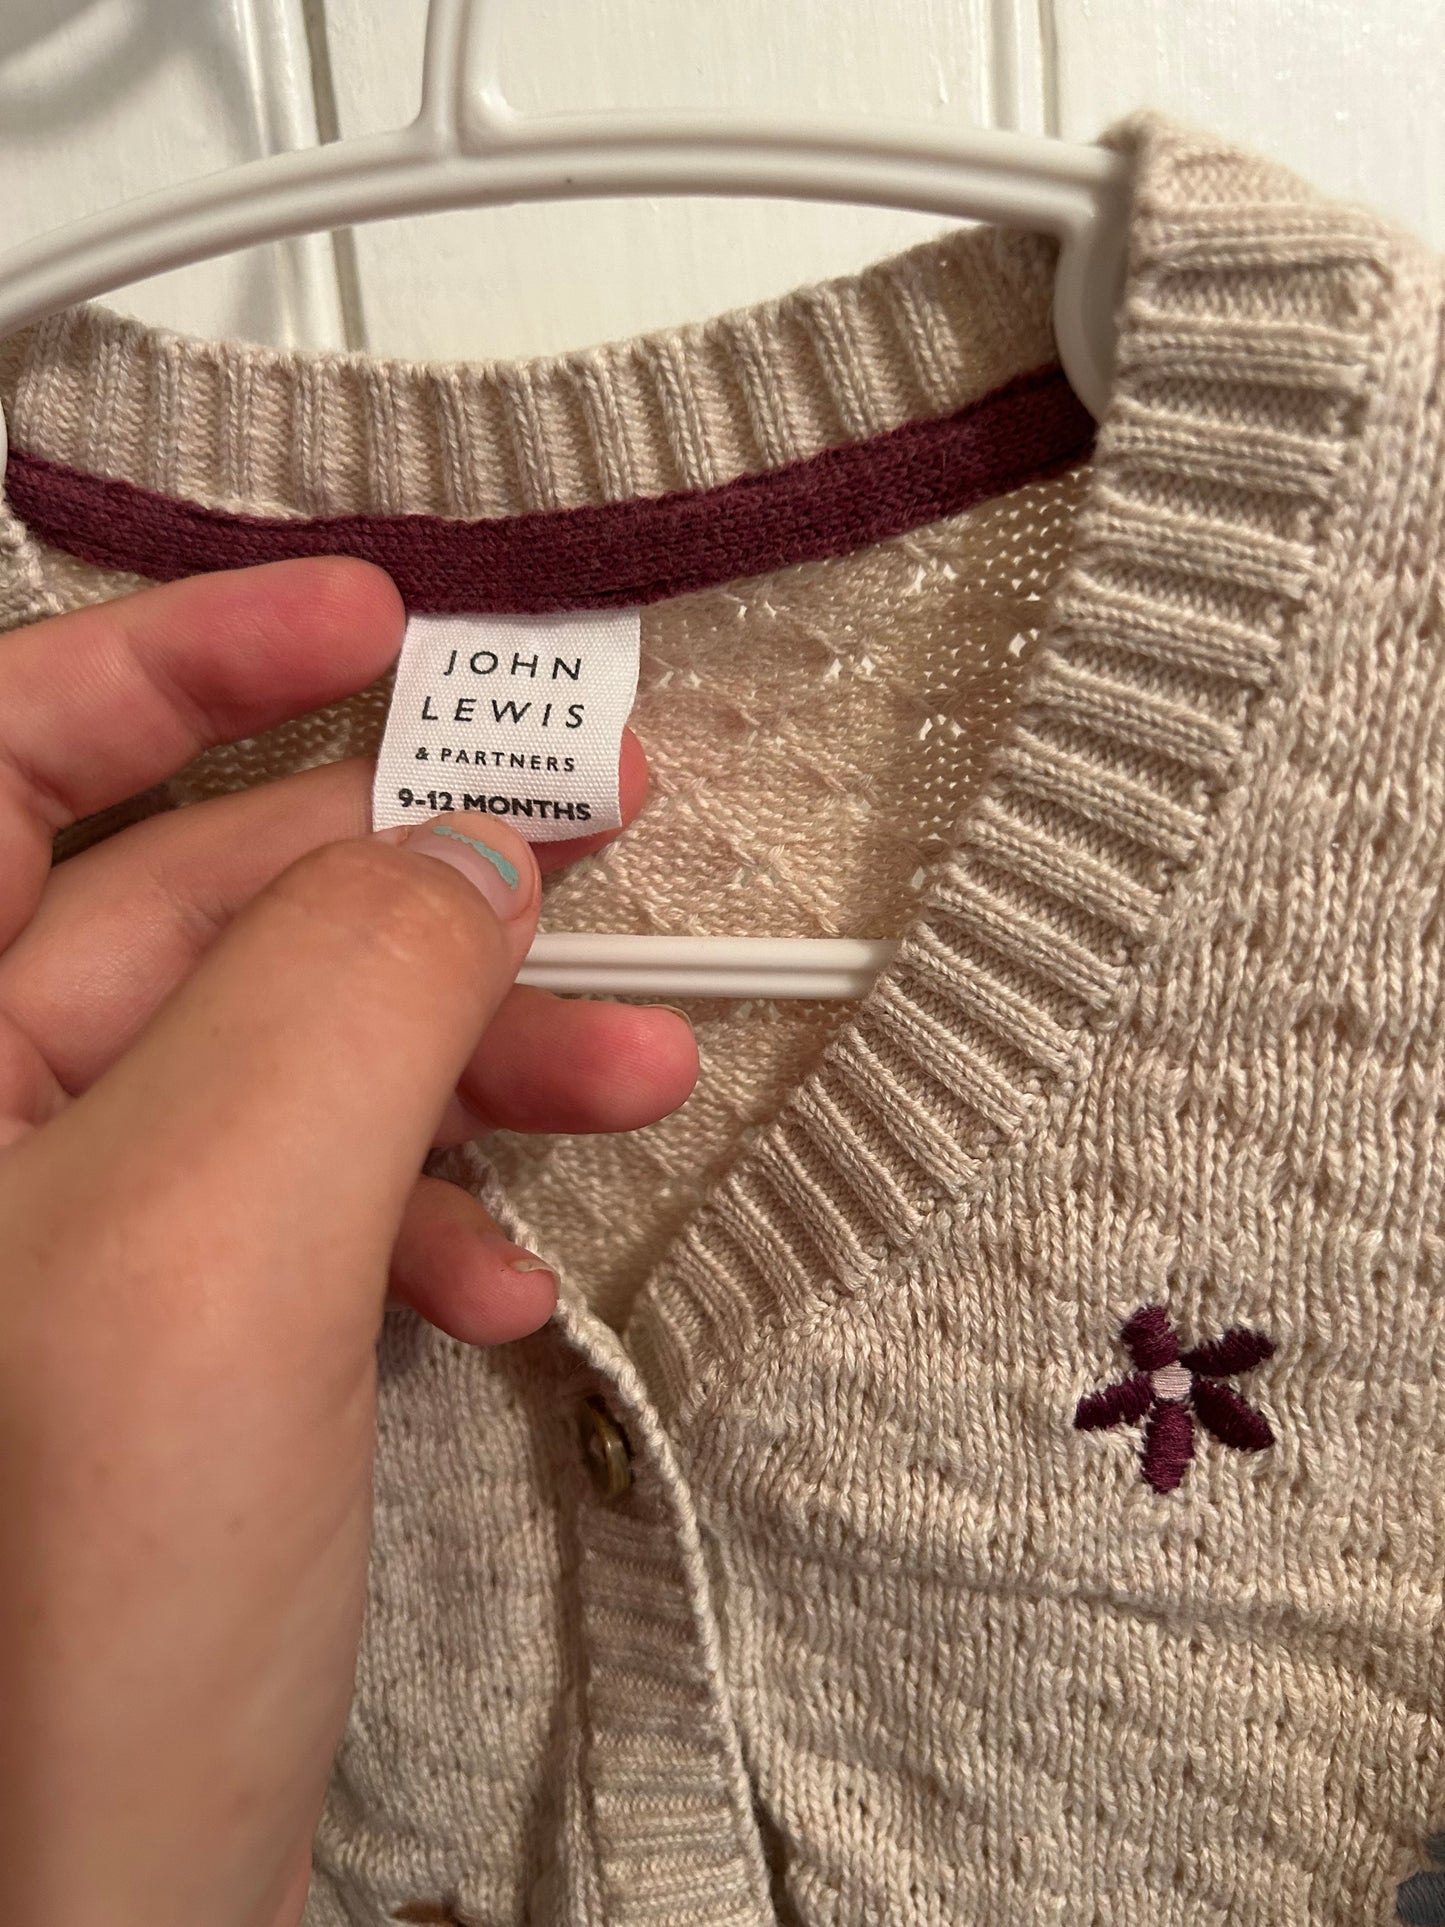 JOHN
LEWIS
& PARTNERS
9-12 MONTHS